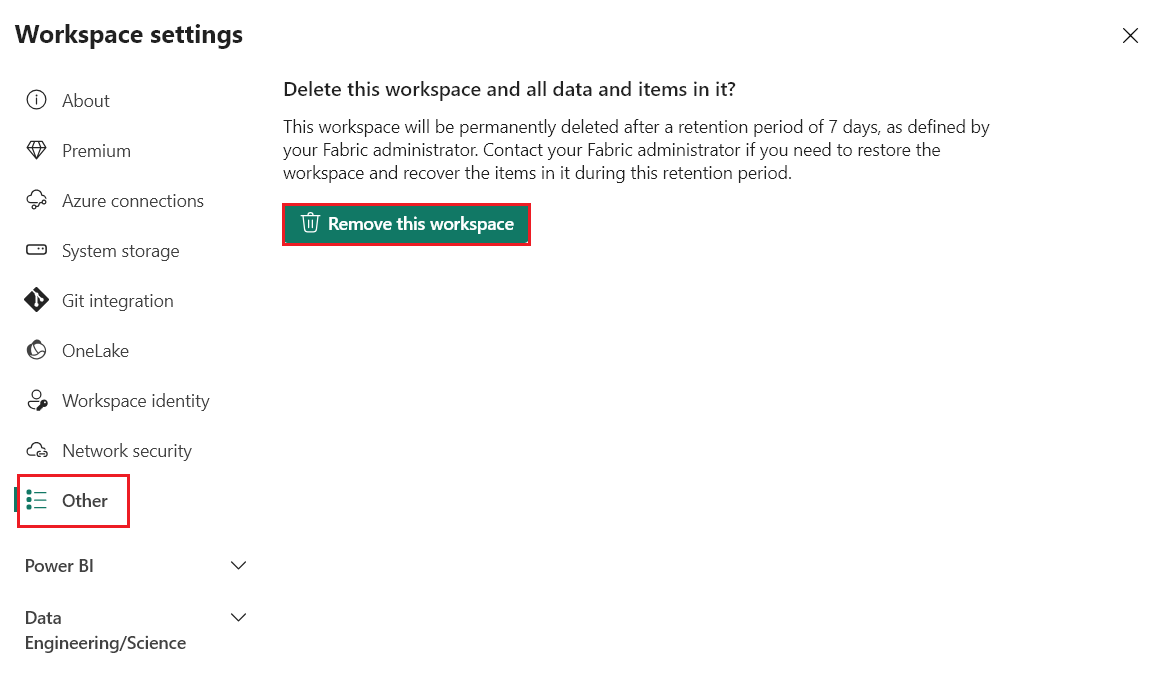 Workspace settings
About
Premium
Azure connections
System storage
Git integration
OneLake
Workspace identity
Network security
Other
Power BI
Data
Engineering/Science
Delete this workspace and all data and items in it?
This workspace will be permanently deleted after a retention period of 7 days, as defined by
your Fabric administrator. Contact your Fabric administrator if you need to restore the
workspace and recover the items in it during this retention period.
Remove this workspace